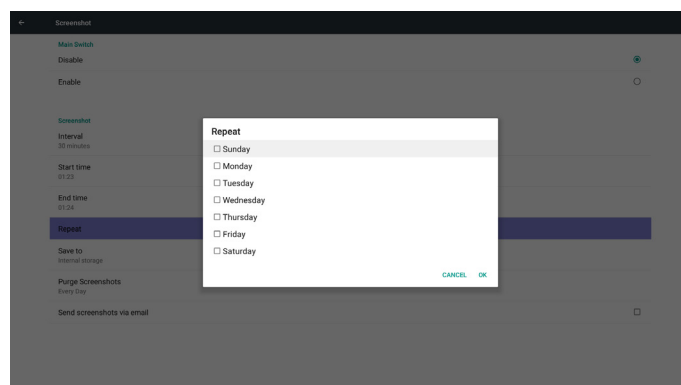 Screenshot
Main Switch
Disable
Enable
Screenshot
Interval
30 minutes
Start time
01:23
End time
01:24
Repeat
Save to
Internal storage
Purge Screenshots
Every Day
Send screenshots via email
Repeat
Sunday
Monday
Tuesday
Wednesday
Thursday
Friday
Saturday
CANCEL OK